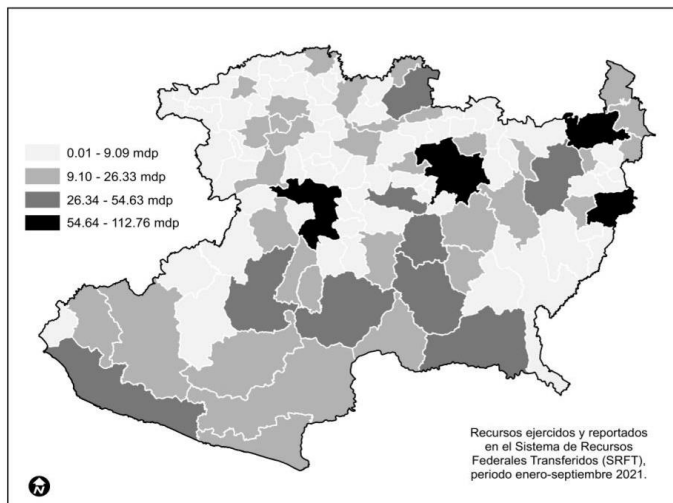 0.01 - 9.09 mdp
9.10 - 26.33 mdp
26.34 - 54.63 mdp
54.64 - 112.76 mdp
Recursos ejercidos y reportados
en el Sistema de Recursos
Federales Transferidos (SRFT),
periodo enero-septiembre 2021.
N